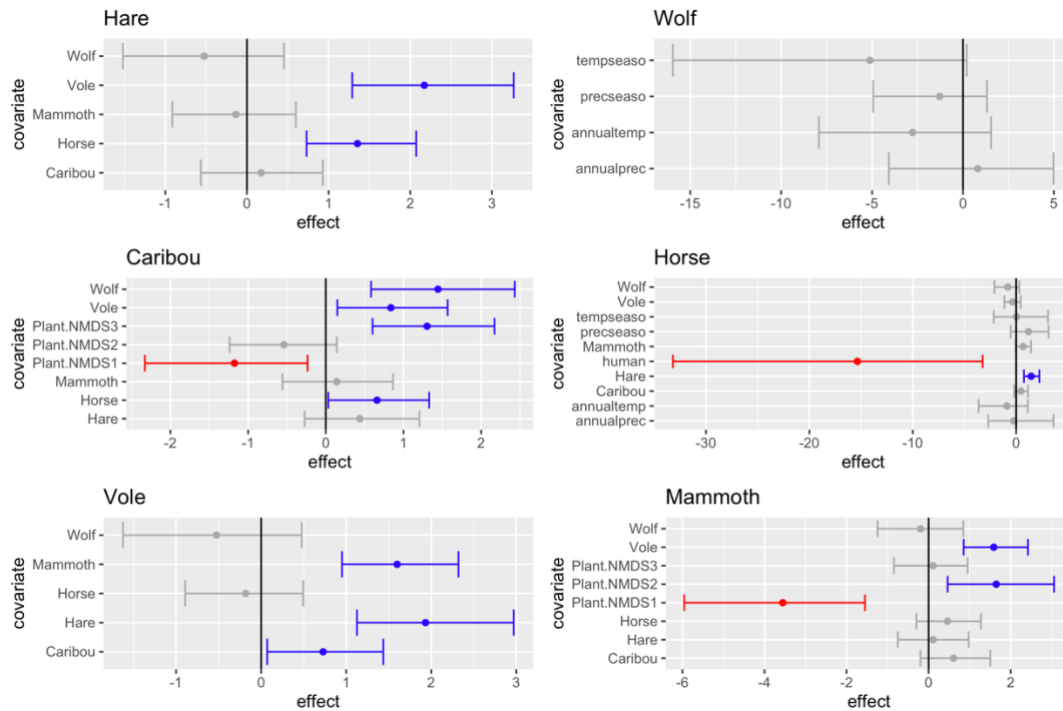 Hare
covariate
Wolf
Vole
Mammoth
Horse
Caribou
-1 0 1 2 3
effect
Wolf
covariate
tempseaso
precseaso
annualtemp
annualprec
-15 -10 -5 0 5
effect
Caribou
covariate
Wolf
Vole
Plant.NMDS3
Plant.NMDS2
Plant.NMDS1
Mammoth
Horse
Hare
-2 -1 0 1 2
effect
Horse
covariate
Wolf
Vole
tempseaso
precseaso
Mammoth
human
Hare
Caribou
annualtemp
annualprec
-30 -20 -10 0
effect
Vole
covariate
Wolf
Mammoth
Horse
Hare
Caribou
-1 0 1 2 3
effect
Mammoth
covariate
Wolf
Vole
Plant.NMDS3
Plant.NMDS2
Plant.NMDS1
Horse
Hare
Caribou
-6 -4 -2 0 2
effect